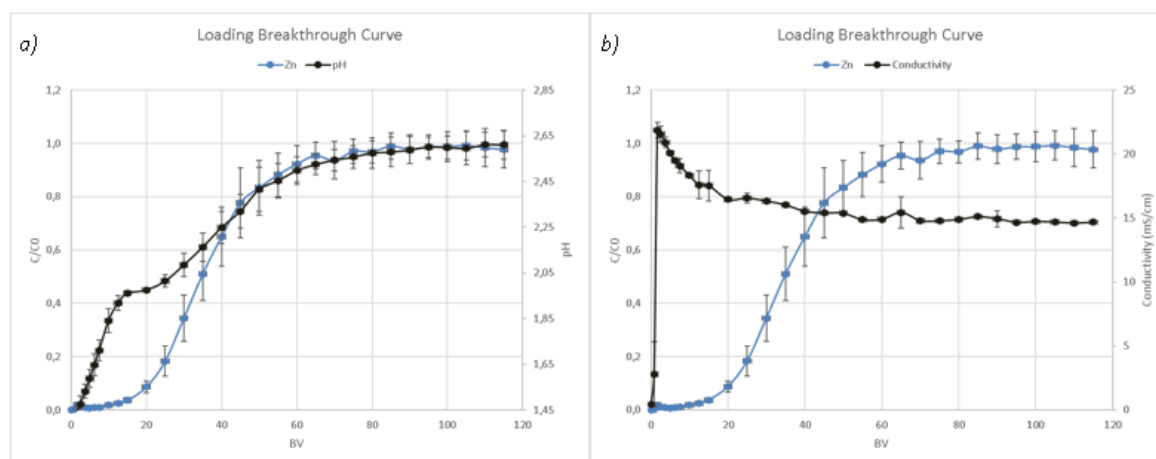 a)
Loading Breakthrough Curve
Zn pH
1,2 2,85
1,0 2,65
0,8 2,45
0,6 2,25
0,4 2,05
0,2 1,85
0,0 1,65
1,45
0 20 40 60 80 100 120
C/C0
pH
BV
b)
Loading Breakthrough Curve
Zn Conductivity
1,2 25
1,0 20
0,8 15
0,6 10
0,4 5
0,2 0
0,0
0 20 40 60 80 100 120
C/C0
Conductivity (mS/cm)
BV